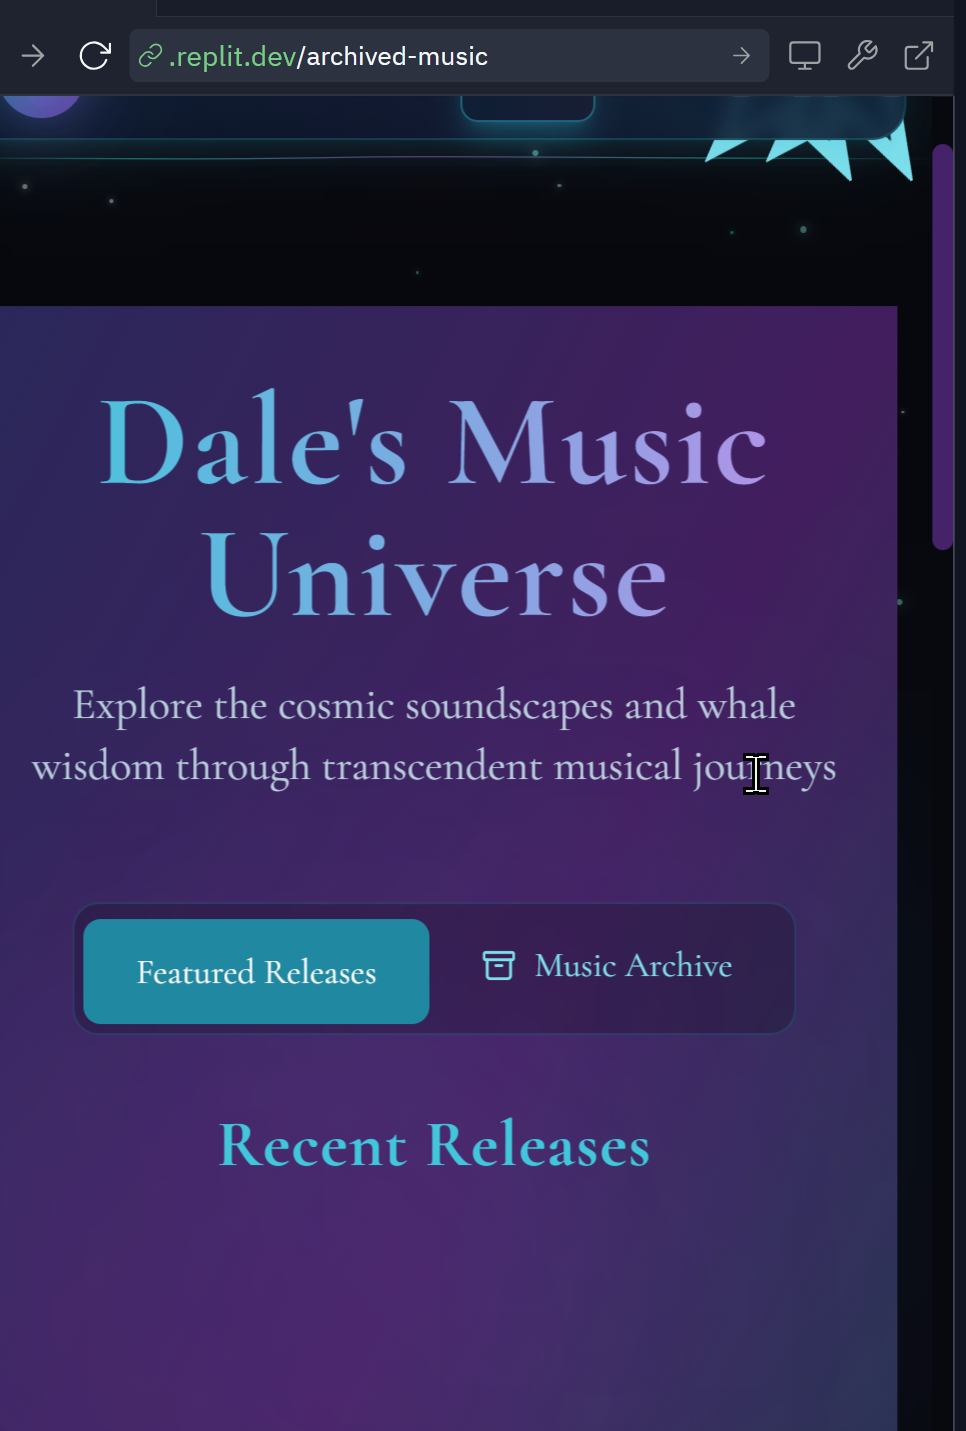 .replit.dev/archived-music
Dale's Music
Universe
Explore the cosmic soundscapes and whale
wisdom through transcendent musical journeys
Featured Releases
Music Archive
Recent Releases